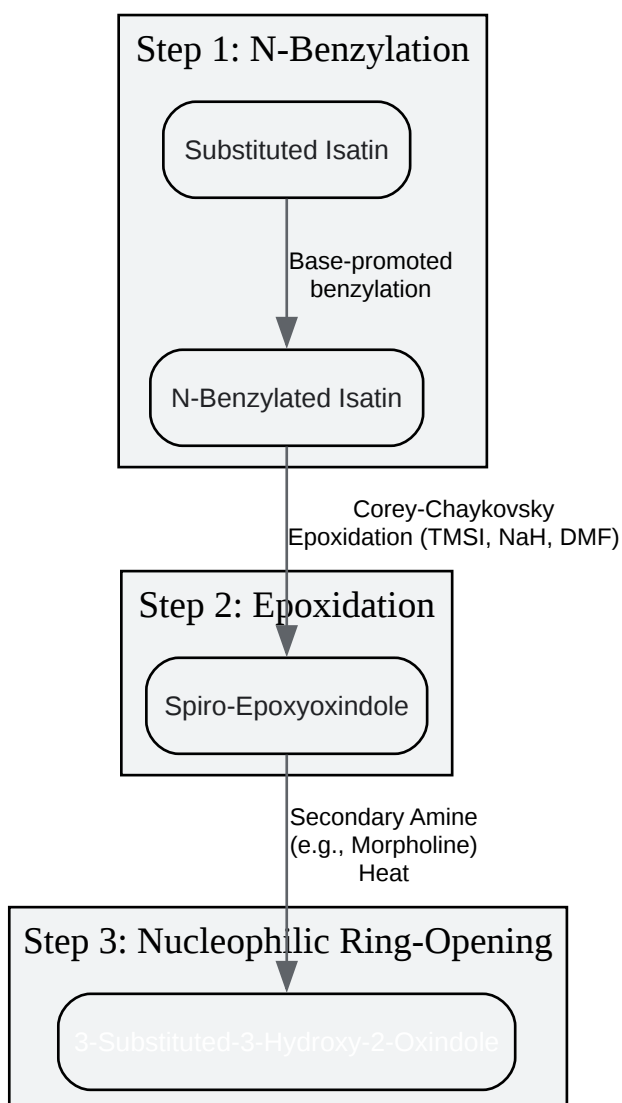 Step 1: N-Benzylation
Substituted Isatin
Base-promoted
benzylation
N-Benzylated Isatin
Corey-Chaykovsky
Epoxidation (TMSI, NaH, DMF)
Step 2: Epoxidation
Spiro-Epoxyoxindole
Secondary Amine
(e.g., Morpholine)
Heat
Step 3: Nucleophilic Ring-Opening
3-Substituted-3-Hydroxy-2-Oxindole